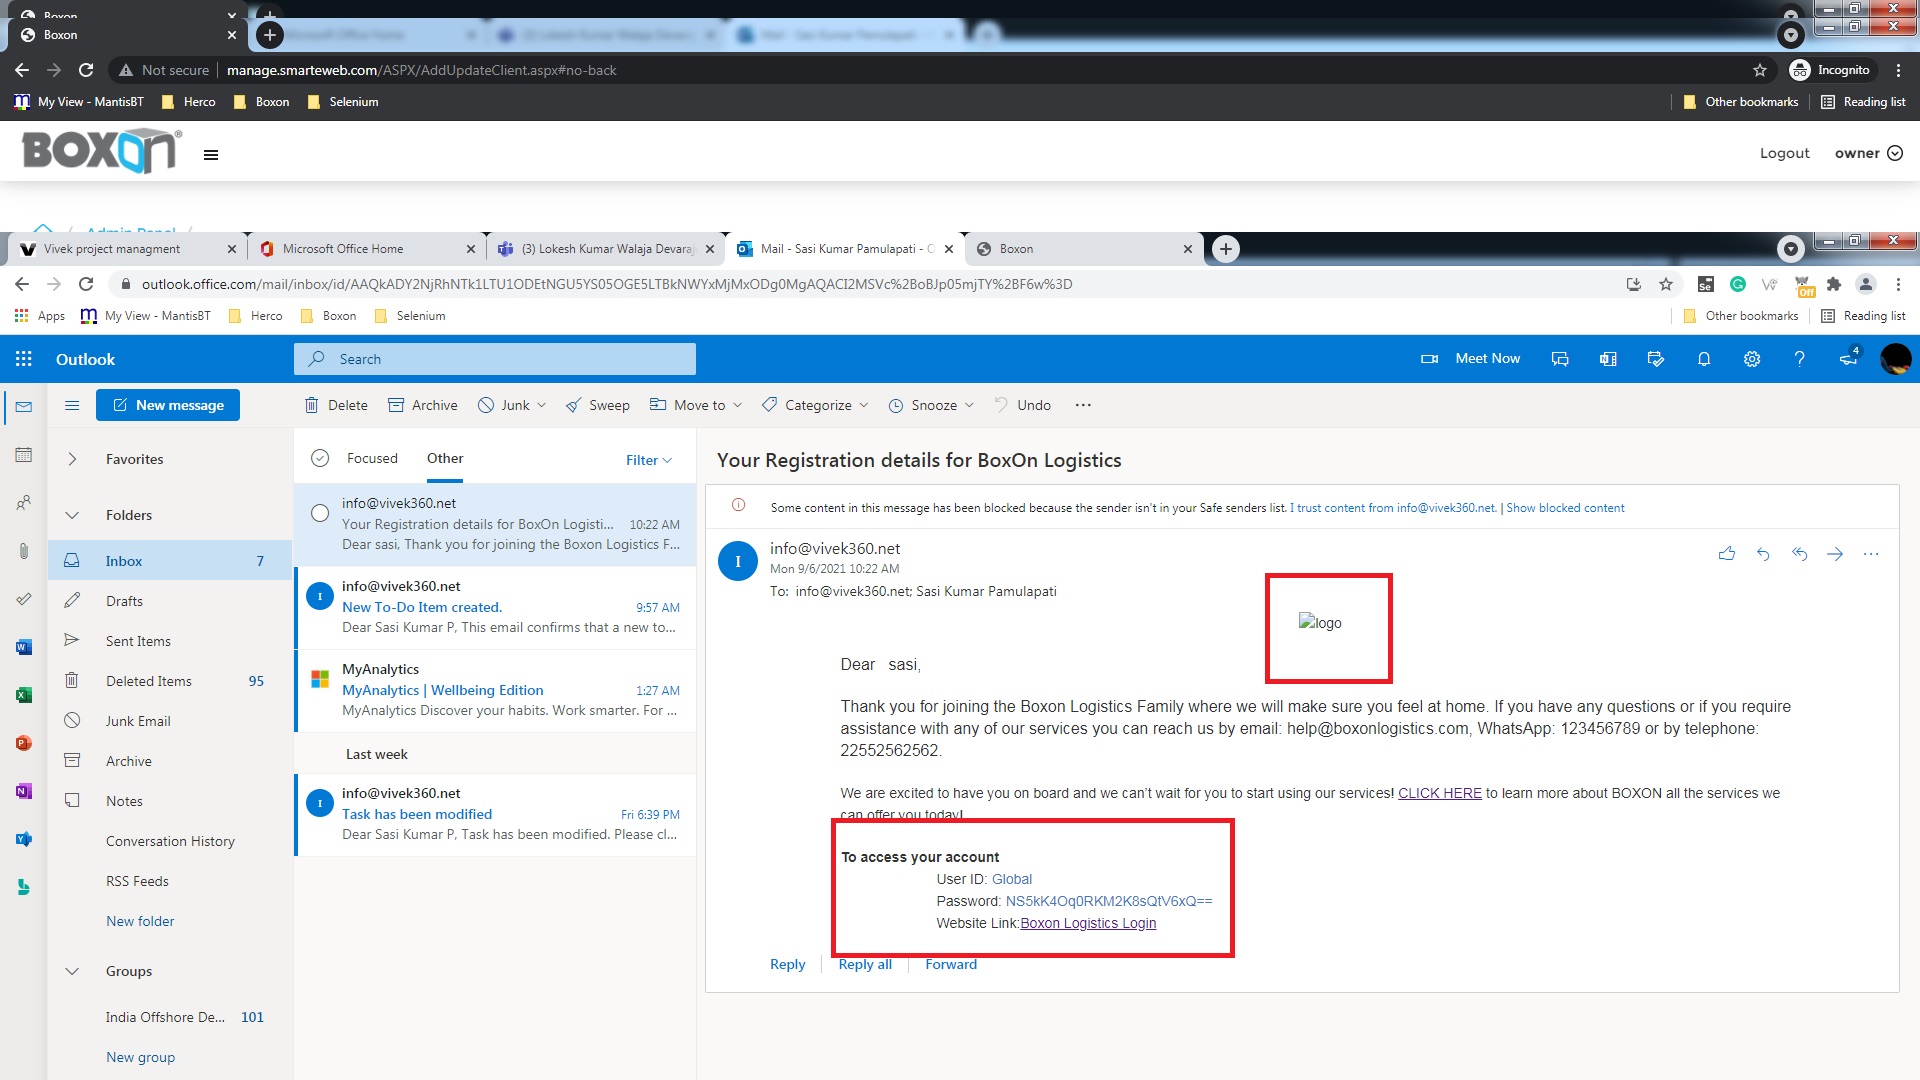 Boxon
Boxon
Not secure
manage.smarteweb.com/ASPX/AddUpdateClient.aspx#no-back
Incognito
My View - MantisBT
Herco
Boxon
Selenium
Other bookmarks
Reading list
BOXON®
Logout
owner
Admin Panel /
Vivek project managment
Microsoft Office Home
(3) Lokesh Kumar Walaja Devaraj
Mail - Sasi Kumar Pamulapati - O
Boxon
outlook.office.com/mail/inbox/id/AAQkADY2NjRhNTk1LTU1ODEtNGU5YS05OGE5LTBkNWYxMjMxODg0MgAQACI2MSVc%2BoBJp05mjTY%2BF6w%3D
Off
Apps
My View - MantisBT
Herco
Boxon
Selenium
Other bookmarks
Reading list
Outlook
Search
Meet Now
4
New message
Delete
Archive
Junk
Sweep
Move to
Categorize
Snooze
Undo
Favorites
Folders
Inbox 7
Drafts
Sent Items
Deleted Items 95
Junk Email
Archive
Notes
Conversation History
RSS Feeds
New folder
Groups
India Offshore De... 101
New group
Focused
Other
Filter
info@vivek360.net
Your Registration details for BoxOn Logisti... 10:22 AM
Dear sasi, Thank you for joining the Boxon Logistics F...
info@vivek360.net
New To-Do Item created. 9:57 AM
Dear Sasi Kumar P, This email confirms that a new to...
MyAnalytics
MyAnalytics | Wellbeing Edition 1:27 AM
MyAnalytics Discover your habits. Work smarter. For ...
Last week
info@vivek360.net
Task has been modified Fri 6:39 PM
Dear Sasi Kumar P, Task has been modified. Please cl...
Your Registration details for BoxOn Logistics
Some content in this message has been blocked because the sender isn't in your Safe senders list. I trust content from info@vivek360.net. | Show blocked content
I
info@vivek360.net
Mon 9/6/2021 10:22 AM
To: info@vivek360.net; Sasi Kumar Pamulapati
logo
Dear sasi,
Thank you for joining the Boxon Logistics Family where we will make sure you feel at home. If you have any questions or if you require
assistance with any of our services you can reach us by email: help@boxonlogistics.com, WhatsApp: 123456789 or by telephone:
22552562562.
We are excited to have you on board and we can't wait for you to start using our services! CLICK HERE to learn more about BOXON all the services we
can offer you today!
To access your account
User ID: Global
Password: NS5kK4Oq0RKM2K8sQtV6xQ==
Website Link:Boxon Logistics Login
Reply
Reply all
Forward